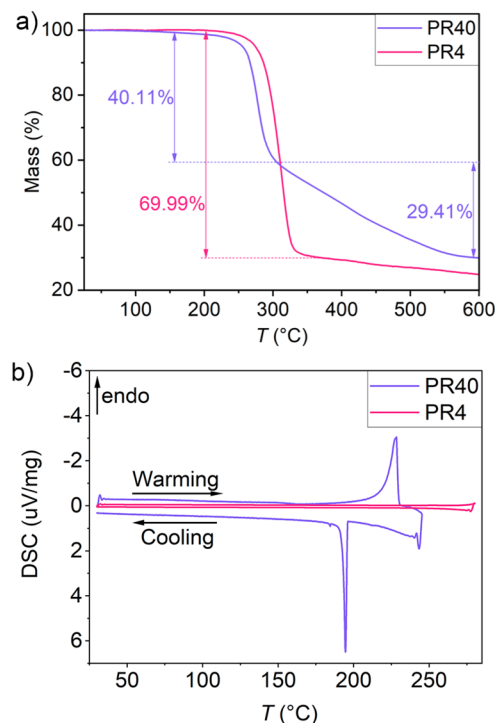 a)
100
80
60
40
20
Mass (%)
PR40
PR4
40.11%
69.99%
29.41%
100 200 300 400 500 600
T (°C)
b)
-6
-4
-2
0
2
4
6
DSC (uV/mg)
endo
PR40
PR4
Warming
Cooling
50 100 150 200 250
T (°C)